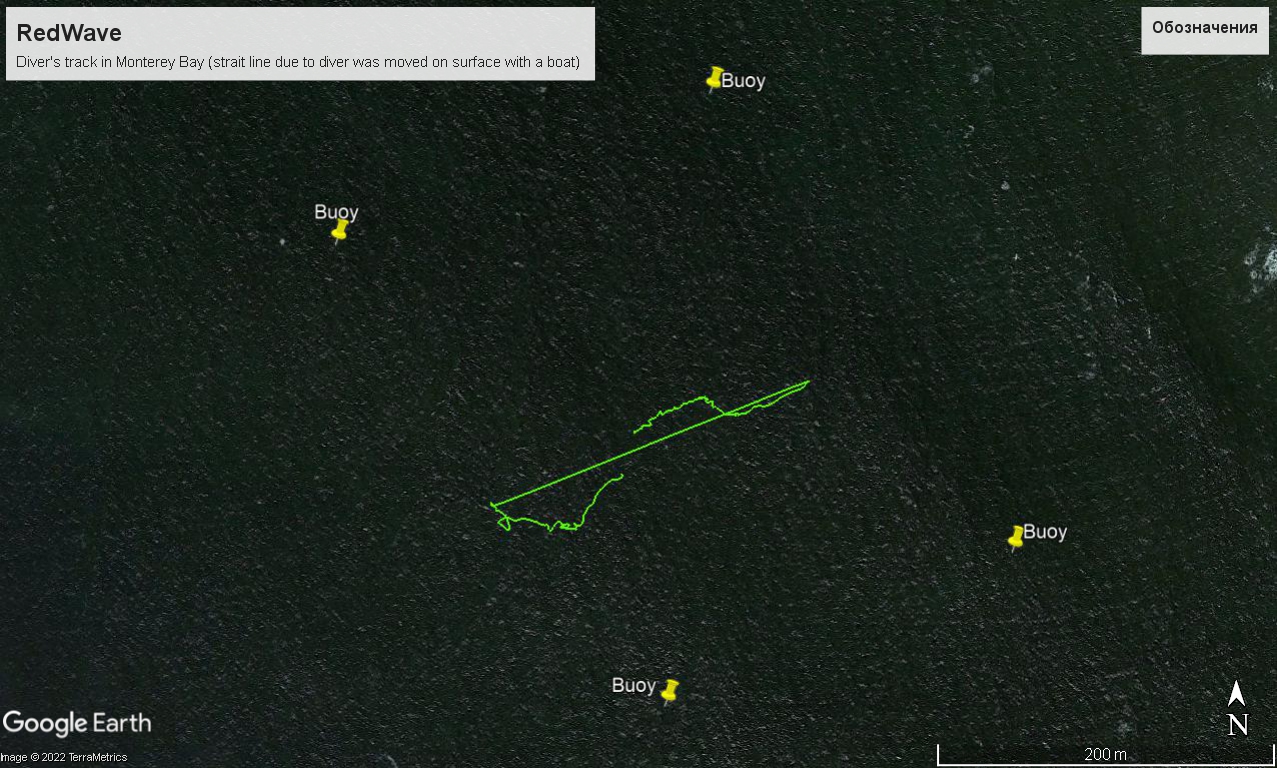 RedWave
Diver's track in Monterey Bay (strait line due to diver was moved on surface with a boat)
Обозначения
Buoy
Buoy
Buoy
Buoy
Google Earth
N
Image © 2022 TerraMetrics
200 m